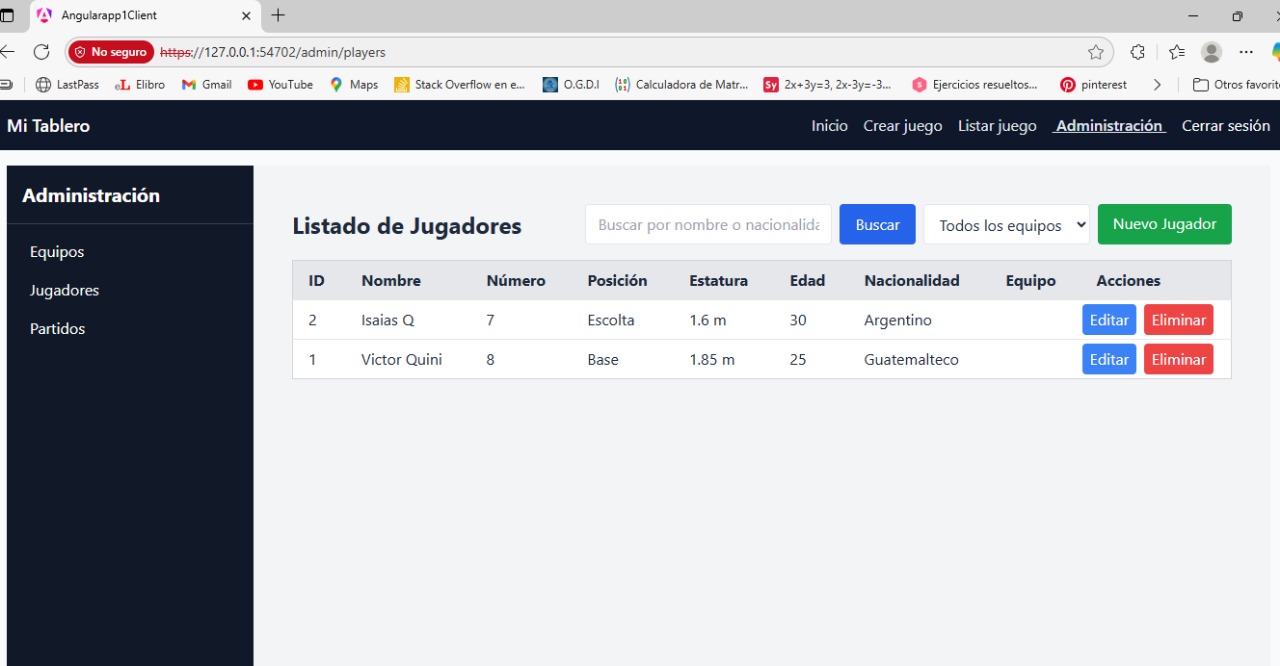 Angularapp1Client
No seguro https://127.0.0.1:54702/admin/players
LastPass eL Elibro Gmail YouTube Maps Stack Overflow en e... O.G.D.I Calculadora de Matr... Sy 2x+3y=3, 2x-3y=-3... Ejercicios resueltos... pinterest Otros favorit
Mi Tablero Inicio Crear juego Listar juego Administración Cerrar sesión
Administración
Equipos
Jugadores
Partidos
Listado de Jugadores Buscar por nombre o nacionalida Buscar Todos los equipos Nuevo Jugador
ID Nombre Número Posición Estatura Edad Nacionalidad Equipo Acciones
2 Isaias Q 7 Escolta 1.6 m 30 Argentino Editar Eliminar
1 Victor Quini 8 Base 1.85 m 25 Guatemalteco Editar Eliminar